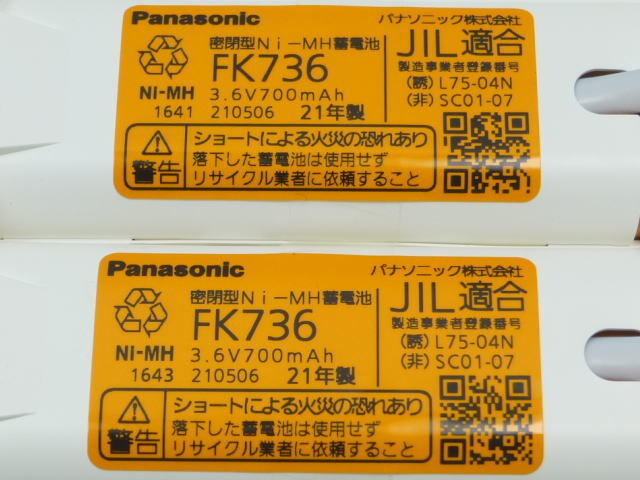 Panasonic パナソニック株式会社
密閉型Ni-MH蓄電池
FK736
JIL適合
製造事業者登録番号
NI-MH 3.6V700mAh
(誘) L75-04N
1641 210506 21年製
(非) SC01-07
警告
ショートによる火災の恐れあり
落下した蓄電池は使用せず
リサイクル業者に依頼すること
Panasonic パナソニック株式会社
密閉型Ni-MH蓄電池
FK736
JIL適合
製造事業者登録番号
NI-MH 3.6V700mAh
(誘) L75-04N
1643 210506 21年製
(非) SC01-07
警告
ショートによる火災の恐れあり
落下した蓄電池は使用せず
リサイクル業者に依頼すること